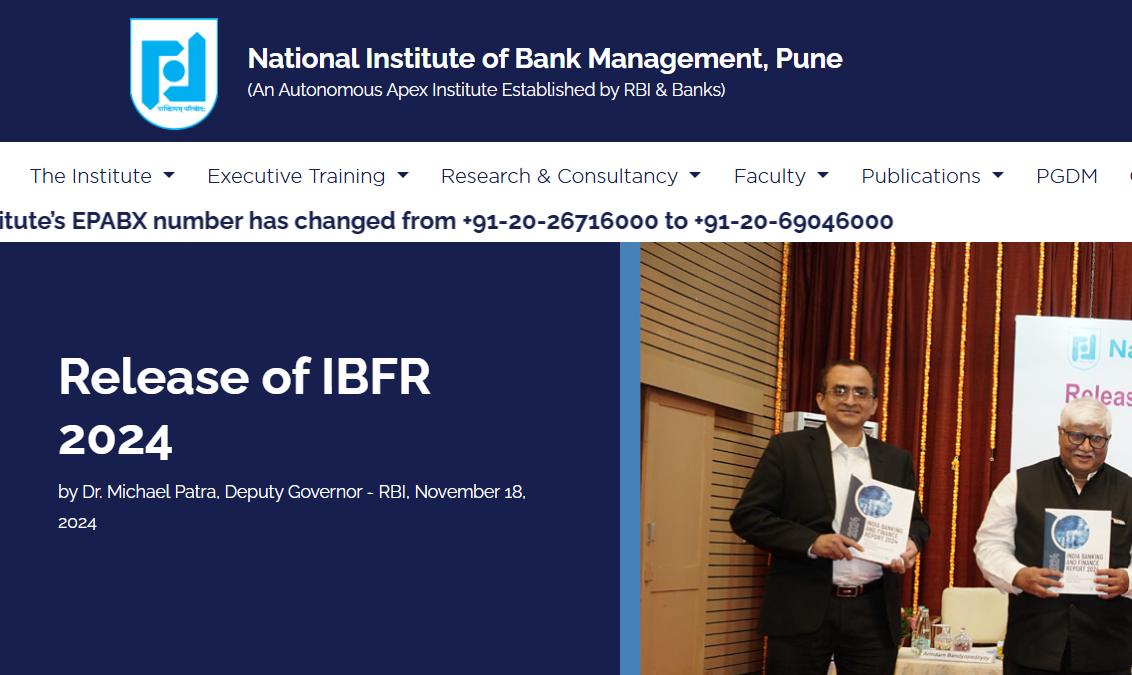 National Institute of Bank Management, Pune
(An Autonomous Apex Institute Established by RBI & Banks)
The Institute
Executive Training
Research & Consultancy
Faculty
Publications
PGDM
itute's EPABX number has changed from +91-20-26716000 to +91-20-69046000
Release of IBFR
2024
by Dr. Michael Patra, Deputy Governor - RBI, November 18,
2024
Na
Releas
2024
INDIA BANKING
AND FINANCE
REPORT 2024
2024
INDIA BANKING
AND FINANCE
REPORT 2024
Arindam Bandyopadhyay